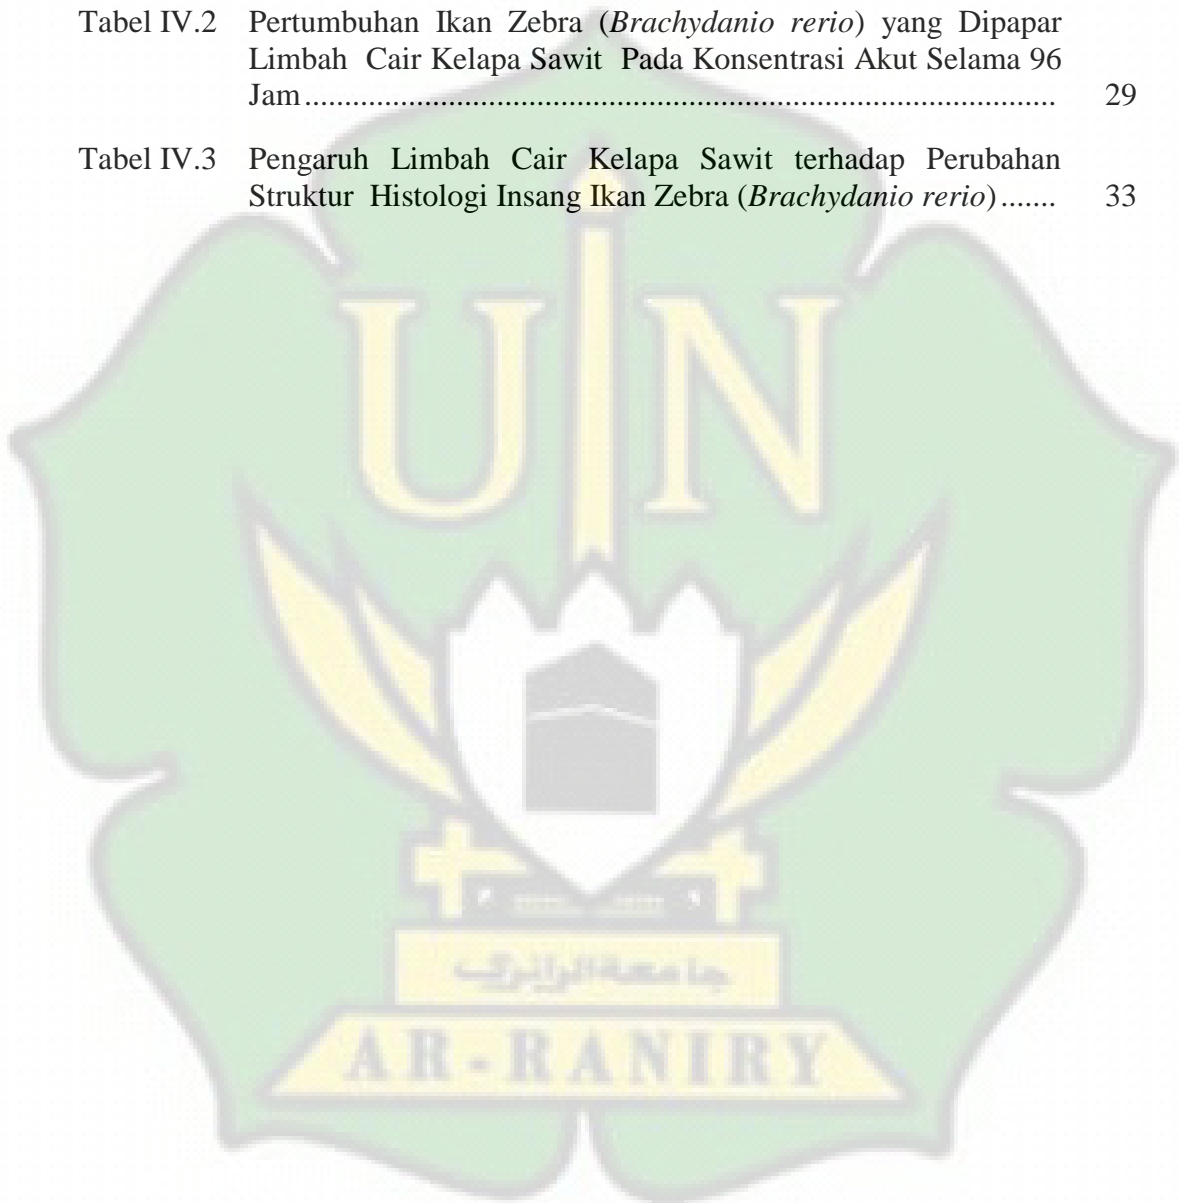 Tabel IV.2 Pertumbuhan Ikan Zebra (Brachydanio rerio) yang Dipapar
Limbah Cair Kelapa Sawit Pada Konsentrasi Akut Selama 96
Jam.............................................................................................. 29
Tabel IV.3 Pengaruh Limbah Cair Kelapa Sawit terhadap Perubahan
Struktur Histologi Insang Ikan Zebra (Brachydanio rerio)....... 33
UIN
جامعة الرانري
AR-RANIRY